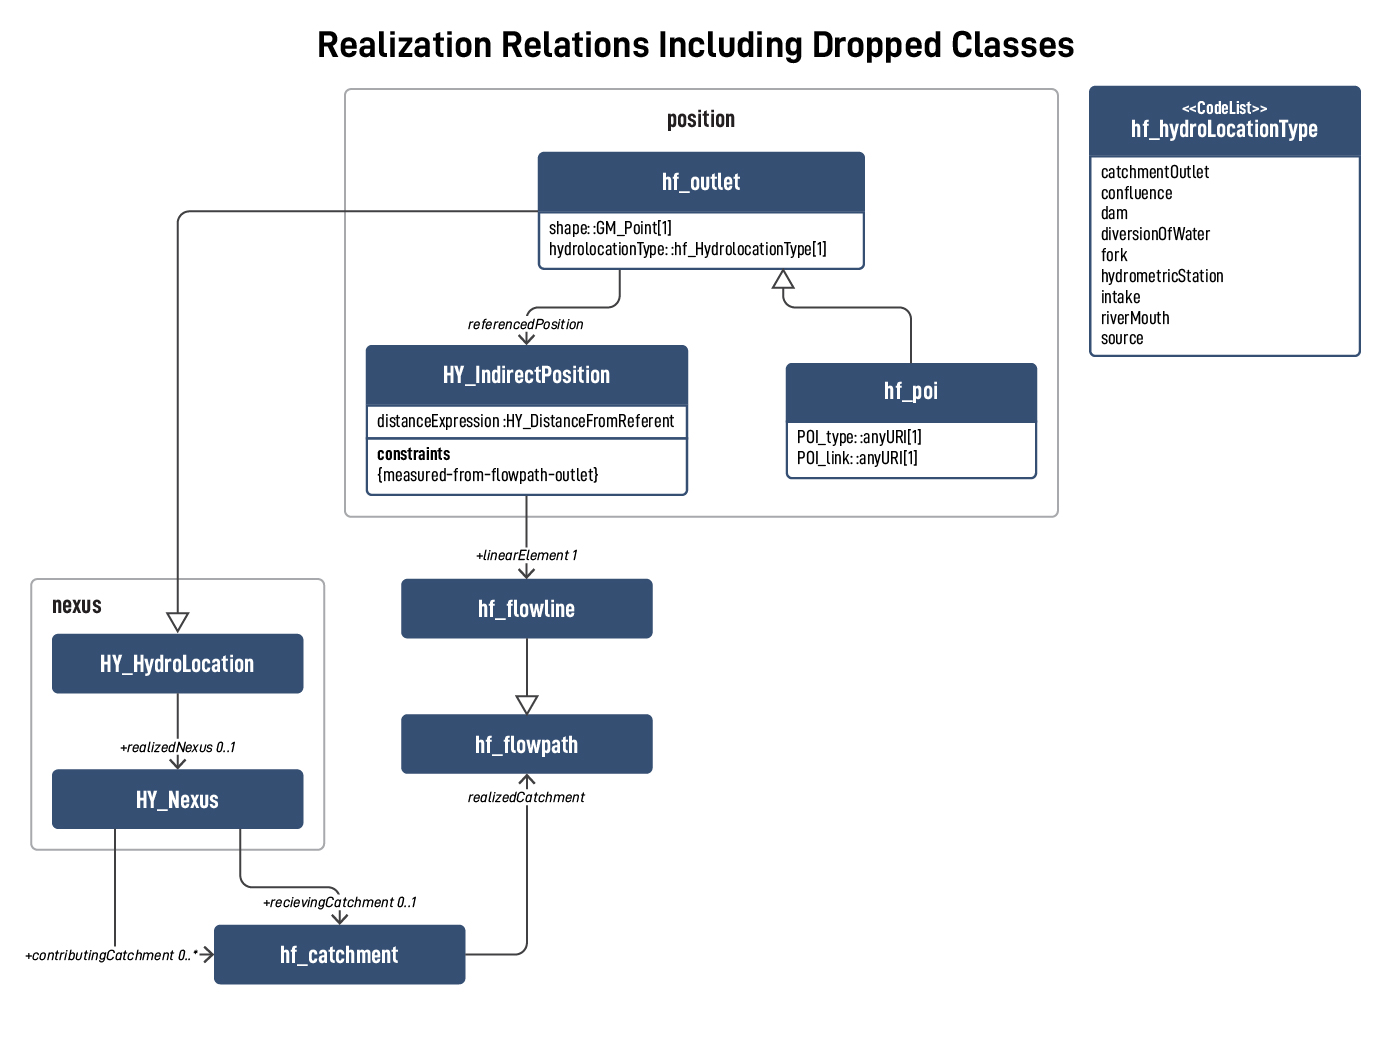 Realization Relations Including Dropped Classes
position
<<CodeList>>
hf_hydroLocationType
catchmentOutlet
confluence
dam
diversionOfWater
fork
hydrometricStation
intake
riverMouth
source
hf_outlet
shape: :GM_Point[1]
hydrolocationType: :hf_HydrolocationType[1]
referencedPosition
HY_IndirectPosition
distanceExpression :HY_DistanceFromReferent
constraints
{measured-from-flowpath-outlet}
hf_poi
POI_type: :anyURI[1]
POI_link: :anyURI[1]
+linearElement 1
hf_flowline
hf_flowpath
realizedCatchment
nexus
HY_HydroLocation
+realizedNexus 0..1
HY_Nexus
+recievingCatchment 0..1
+contributingCatchment 0..*
hf_catchment